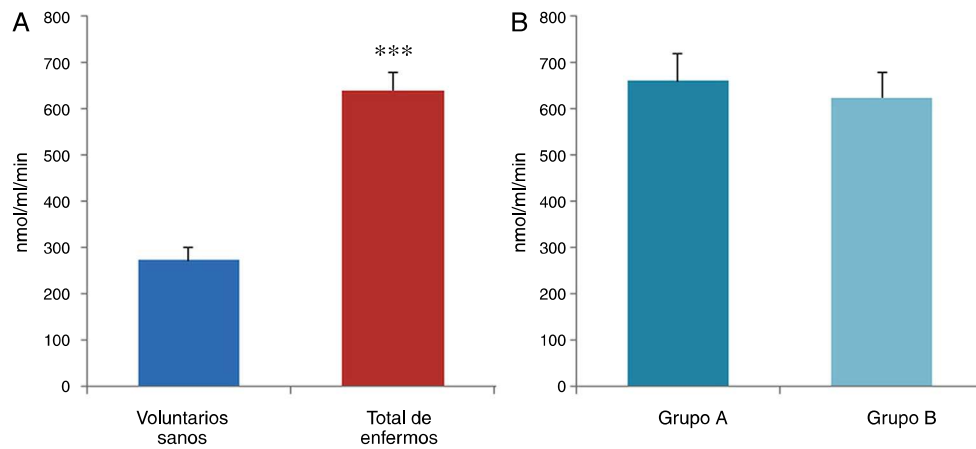 A
800
700
600
500
400
300
200
100
0
nmol/ml/min
***
Voluntarios
sanos
Total de
enfermos
B
800
700
600
500
400
300
200
100
0
nmol/ml/min
Grupo A
Grupo B